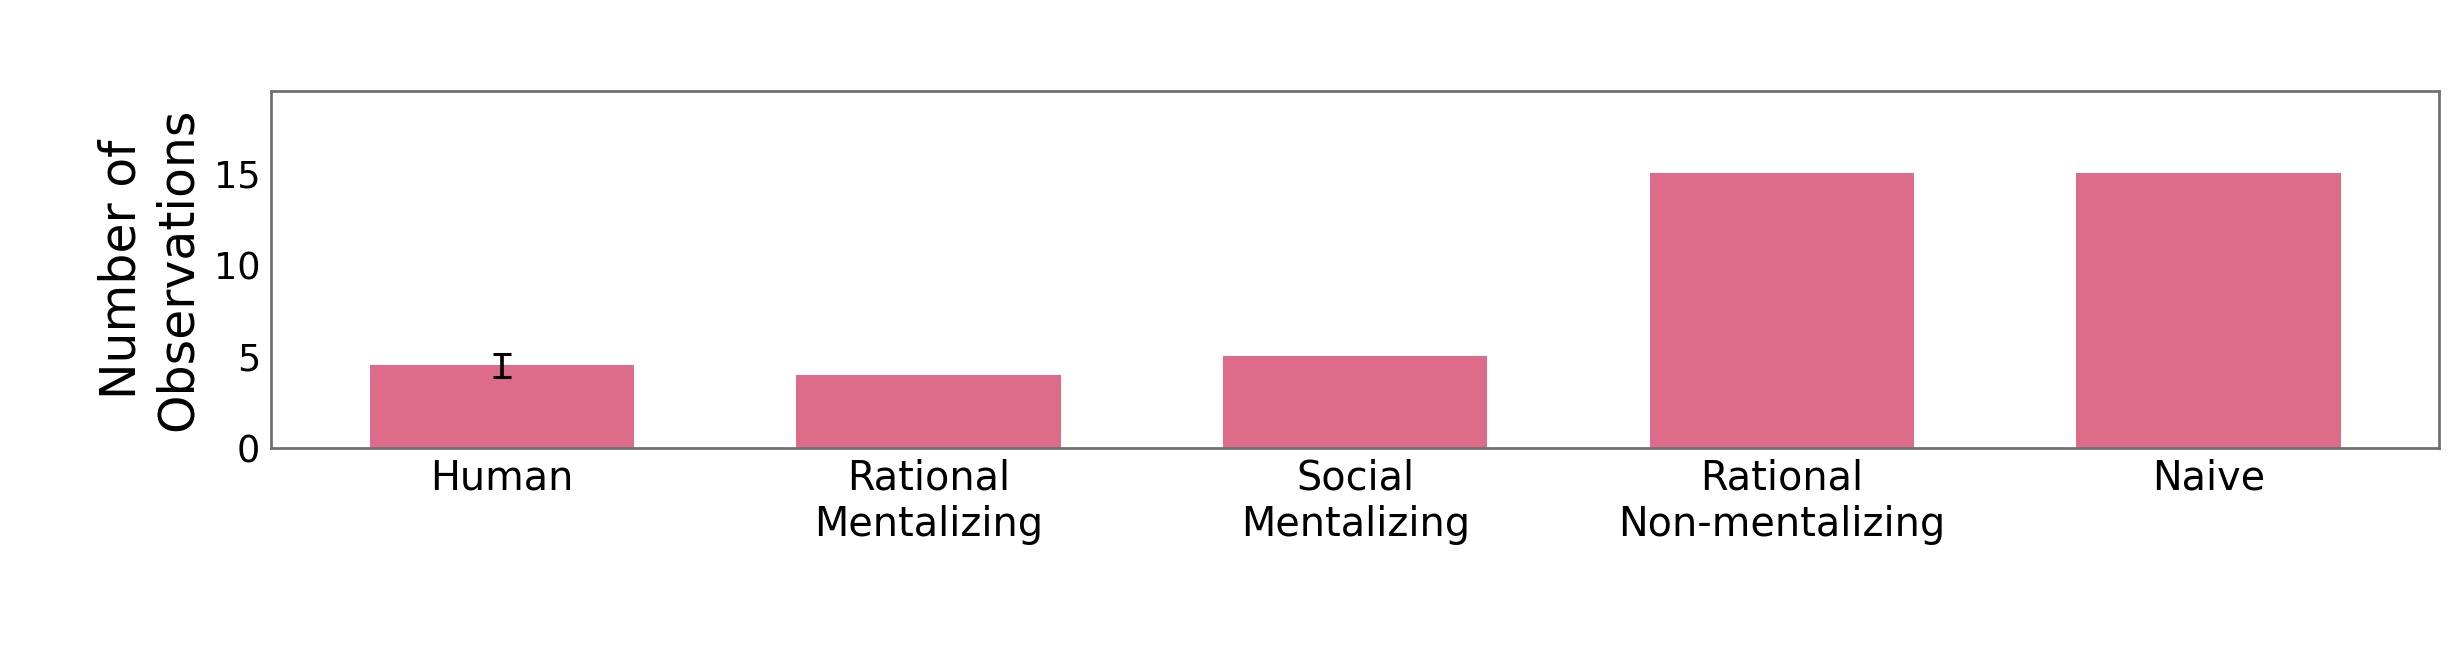 Number of
Observations
15
10
5
0
Human
Rational
Mentalizing
Social
Mentalizing
Rational
Non-mentalizing
Naive